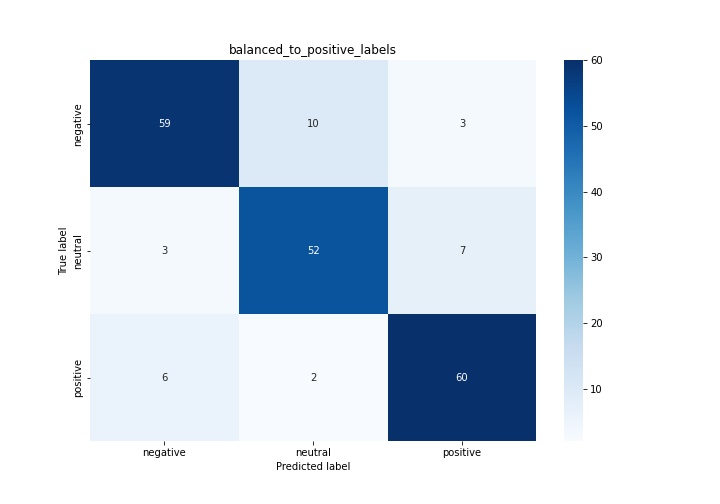 balanced_to_positive_labels
60
negative
59
10
3
50
40
True label
neutral
3
52
7
30
20
positive
6
2
60
10
negative
neutral
positive
Predicted label